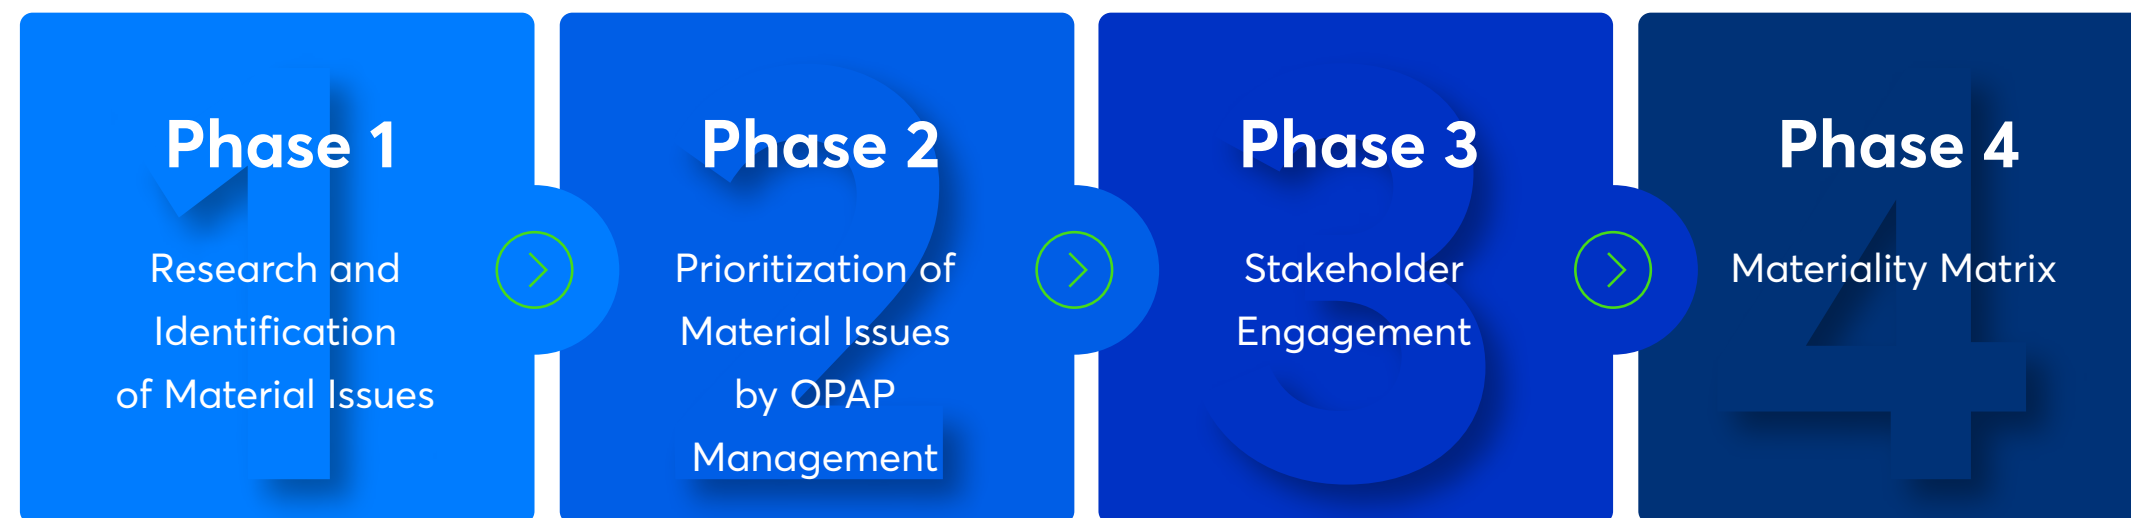 Phase 1
Research and
Identification
of Material Issues
Phase 2
Prioritization of
Material Issues
by OPAP
Management
Phase 3
Stakeholder
Engagement
Phase 4
Materiality Matrix